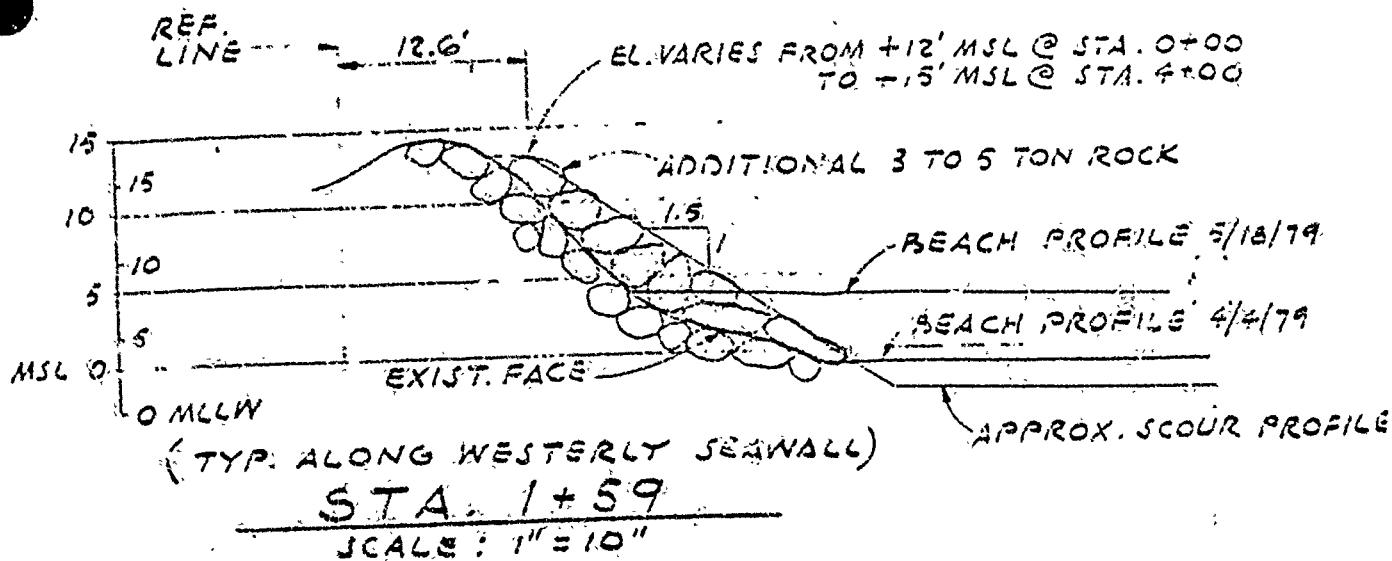 REF.
LINE
12.6'
EL. VARIES FROM +12' MSL @ STA. 0+00
TO +15' MSL @ STA. 4+00
ADDITIONAL 3 TO 5 TON ROCK
15
15
10
1.5
1
BEACH PROFILE 5/18/79
10
5
BEACH PROFILE 4/4/79
5
MSL 0
EXIST. FACE
0 MLLW
APPROX. SCOUR PROFILE
(TYP. ALONG WESTERLY SEAWALL)
STA. 1+59
SCALE: 1" = 10"